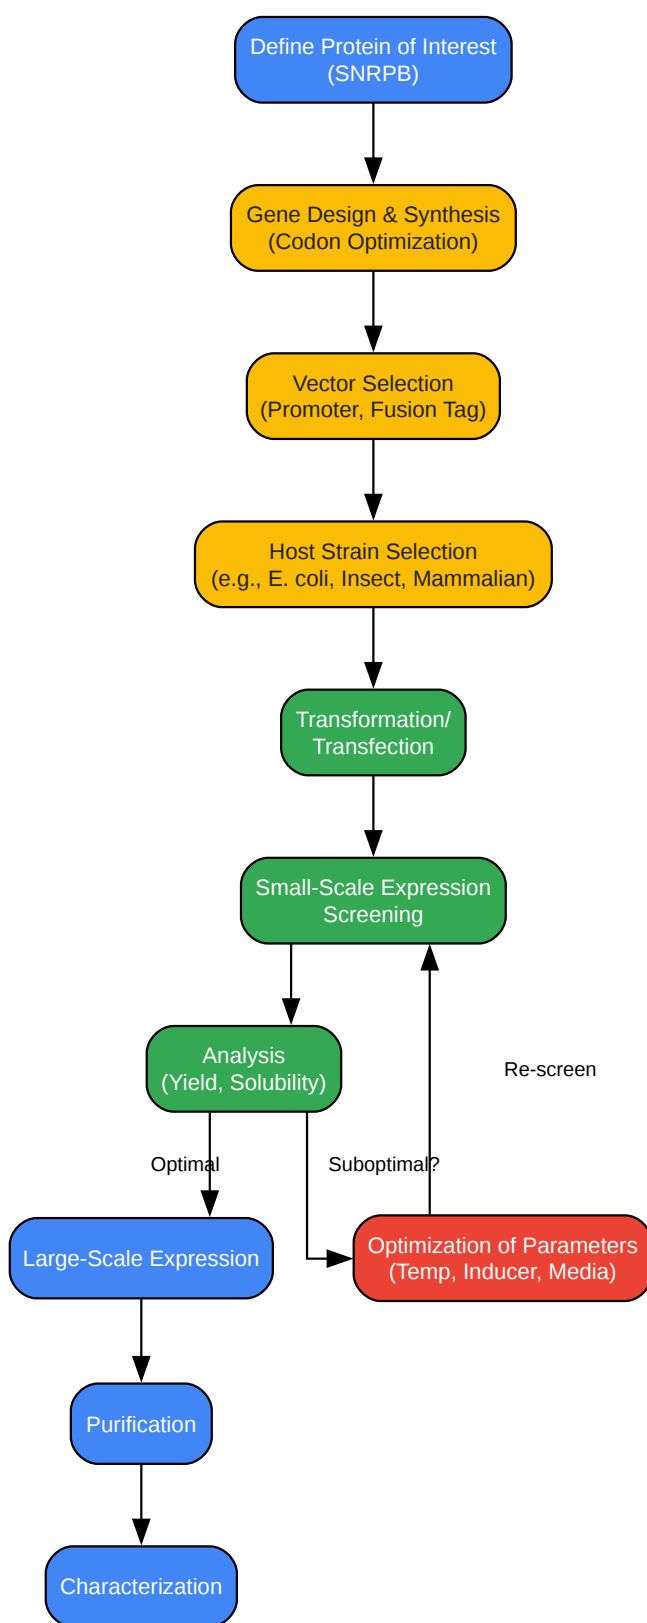 Define Protein of Interest
(SNRPB)
Gene Design & Synthesis
(Codon Optimization)
Vector Selection
(Promoter, Fusion Tag)
Host Strain Selection
(e.g., E. coli, Insect, Mammalian)
Transformation/
Transfection
Small-Scale Expression
Screening
Analysis
(Yield, Solubility)
Re-screen
Optimal
Suboptimal?
Large-Scale Expression
Optimization of Parameters
(Temp, Inducer, Media)
Purification
Characterization